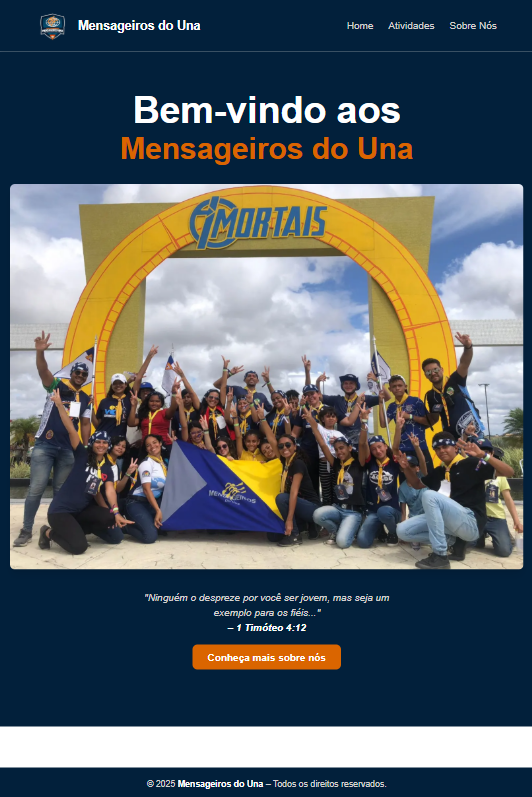 Mensageiros do Una
Home Atividades Sobre Nós
Bem-vindo aos
Mensageiros do Una
IMORTAIS
MENSAGEIROS
"Ninguém o despreze por você ser jovem, mas seja um
exemplo para os fiéis..."
– 1 Timóteo 4:12
Conheça mais sobre nós
© 2025 Mensageiros do Una – Todos os direitos reservados.